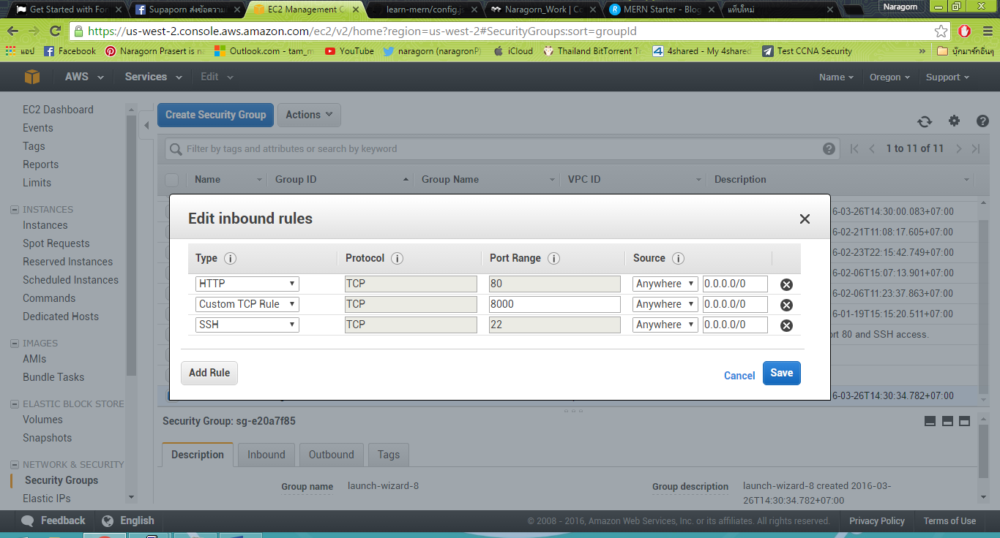 Get Started with For
Supaporn ส่งข้อความ
EC2 Management C
learn-mern/config.js
Naragorn_Work | Co
MERN Starter - Blog
แท็บใหม่
Naragorn
https://us-west-2.console.aws.amazon.com/ec2/v2/home?region=us-west-2#SecurityGroups:sort=groupId
แอป Facebook Naragorn Prasert is na Outlook.com - tam_m YouTube naragorn (naragronP) iCloud Thailand BitTorrent T 4shared - My 4shared Test CCNA Security » บุ๊กมาร์กอื่นๆ
AWS Services Edit Name Oregon Support
EC2 Dashboard
Events
Tags
Reports
Limits
INSTANCES
Instances
Spot Requests
Reserved Instances
Scheduled Instances
Commands
Dedicated Hosts
IMAGES
AMIs
Bundle Tasks
ELASTIC BLOCK STORE
Volumes
Snapshots
NETWORK & SECURITY
Security Groups
Elastic IPs
Create Security Group Actions
Filter by tags and attributes or search by keyword
1 to 11 of 11
Name Group ID Group Name VPC ID Description
6-03-26T14:30:00.083+07:00
6-02-21T11:08:17.605+07:00
6-02-23T22:15:42.749+07:00
6-02-06T15:07:13.901+07:00
6-02-06T11:23:37.863+07:00
6-01-19T15:15:20.511+07:00
rt 80 and SSH access.
6-03-26T14:30:34.782+07:00
Edit inbound rules
Type Protocol Port Range Source
HTTP TCP 80 Anywhere 0.0.0.0/0
Custom TCP Rule TCP 8000 Anywhere 0.0.0.0/0
SSH TCP 22 Anywhere 0.0.0.0/0
Add Rule Cancel Save
Security Group: sg-e20a7f85
Description Inbound Outbound Tags
Group name launch-wizard-8 Group description launch-wizard-8 created 2016-03-
26T14:30:34.782+07:00
Feedback English © 2008 - 2016, Amazon Web Services, Inc. or its affiliates. All rights reserved. Privacy Policy Terms of Use